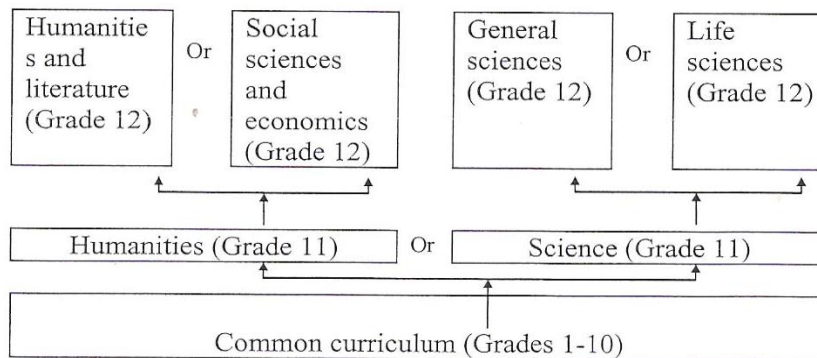 Humanitie
s and
literature
(Grade 12)
Or
Social
sciences
and
economics
(Grade 12)
General
sciences
(Grade 12)
Or
Life
sciences
(Grade 12)
Humanities (Grade 11)
Or
Science (Grade 11)
Common curriculum (Grades 1-10)